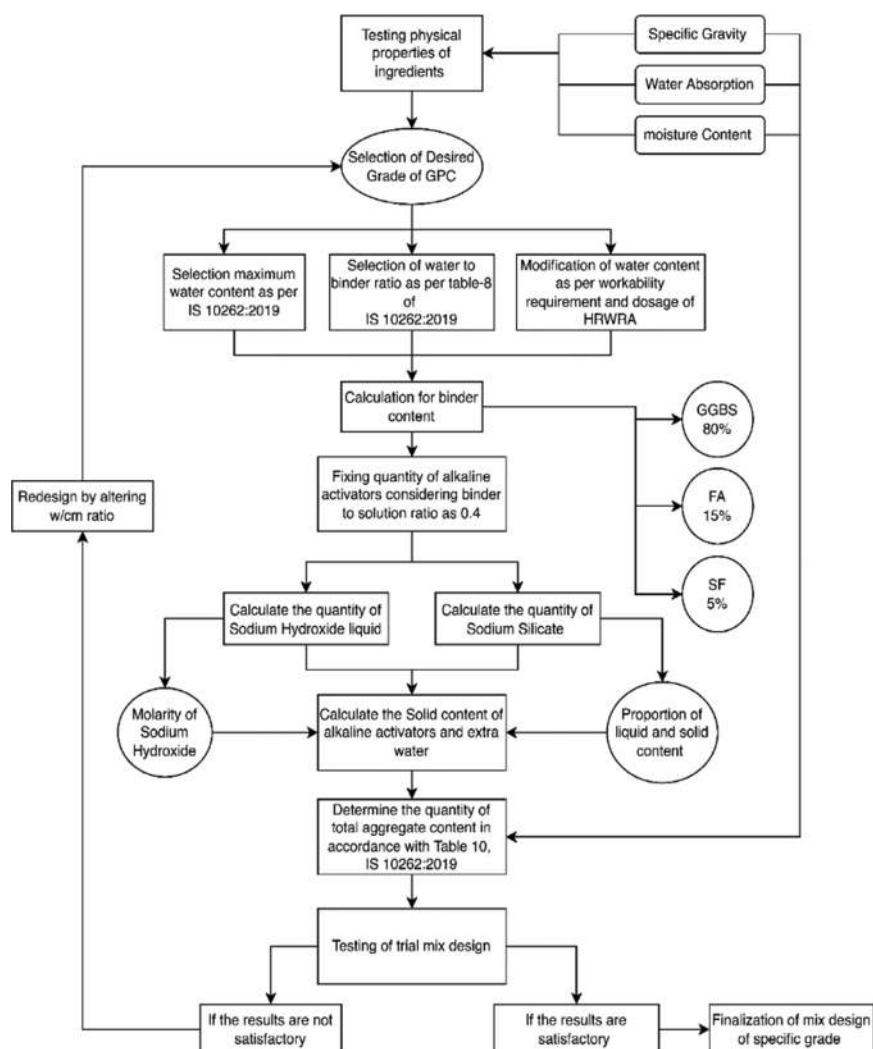 Testing physical
properties of
ingredients
Specific Gravity
Water Absorption
moisture Content
Selection of Desired
Grade of GPC
Selection maximum
water content as per
IS 10262:2019
Selection of water to
binder ratio as per table-8
of
IS 10262:2019
Modification of water content
as per workability
requirement and dosage of
HRWRA
Calculation for binder
content
GGBS
80%
Fixing quantity of alkaline
activators considering binder
to solution ratio as 0.4
Redesign by altering
w/cm ratio
FA
15%
SF
5%
Calculate the quantity of
Sodium Hydroxide liquid
Calculate the quantity of
Sodium Silicate
Molarity of
Sodium
Hydroxide
Calculate the Solid content of
alkaline activators and extra
water
Proportion of
liquid and solid
content
Determine the quantity of
total aggregate content in
accordance with Table 10,
IS 10262:2019
Testing of trial mix design
If the results are not
satisfactory
If the results are
satisfactory
Finalization of mix design
of specific grade